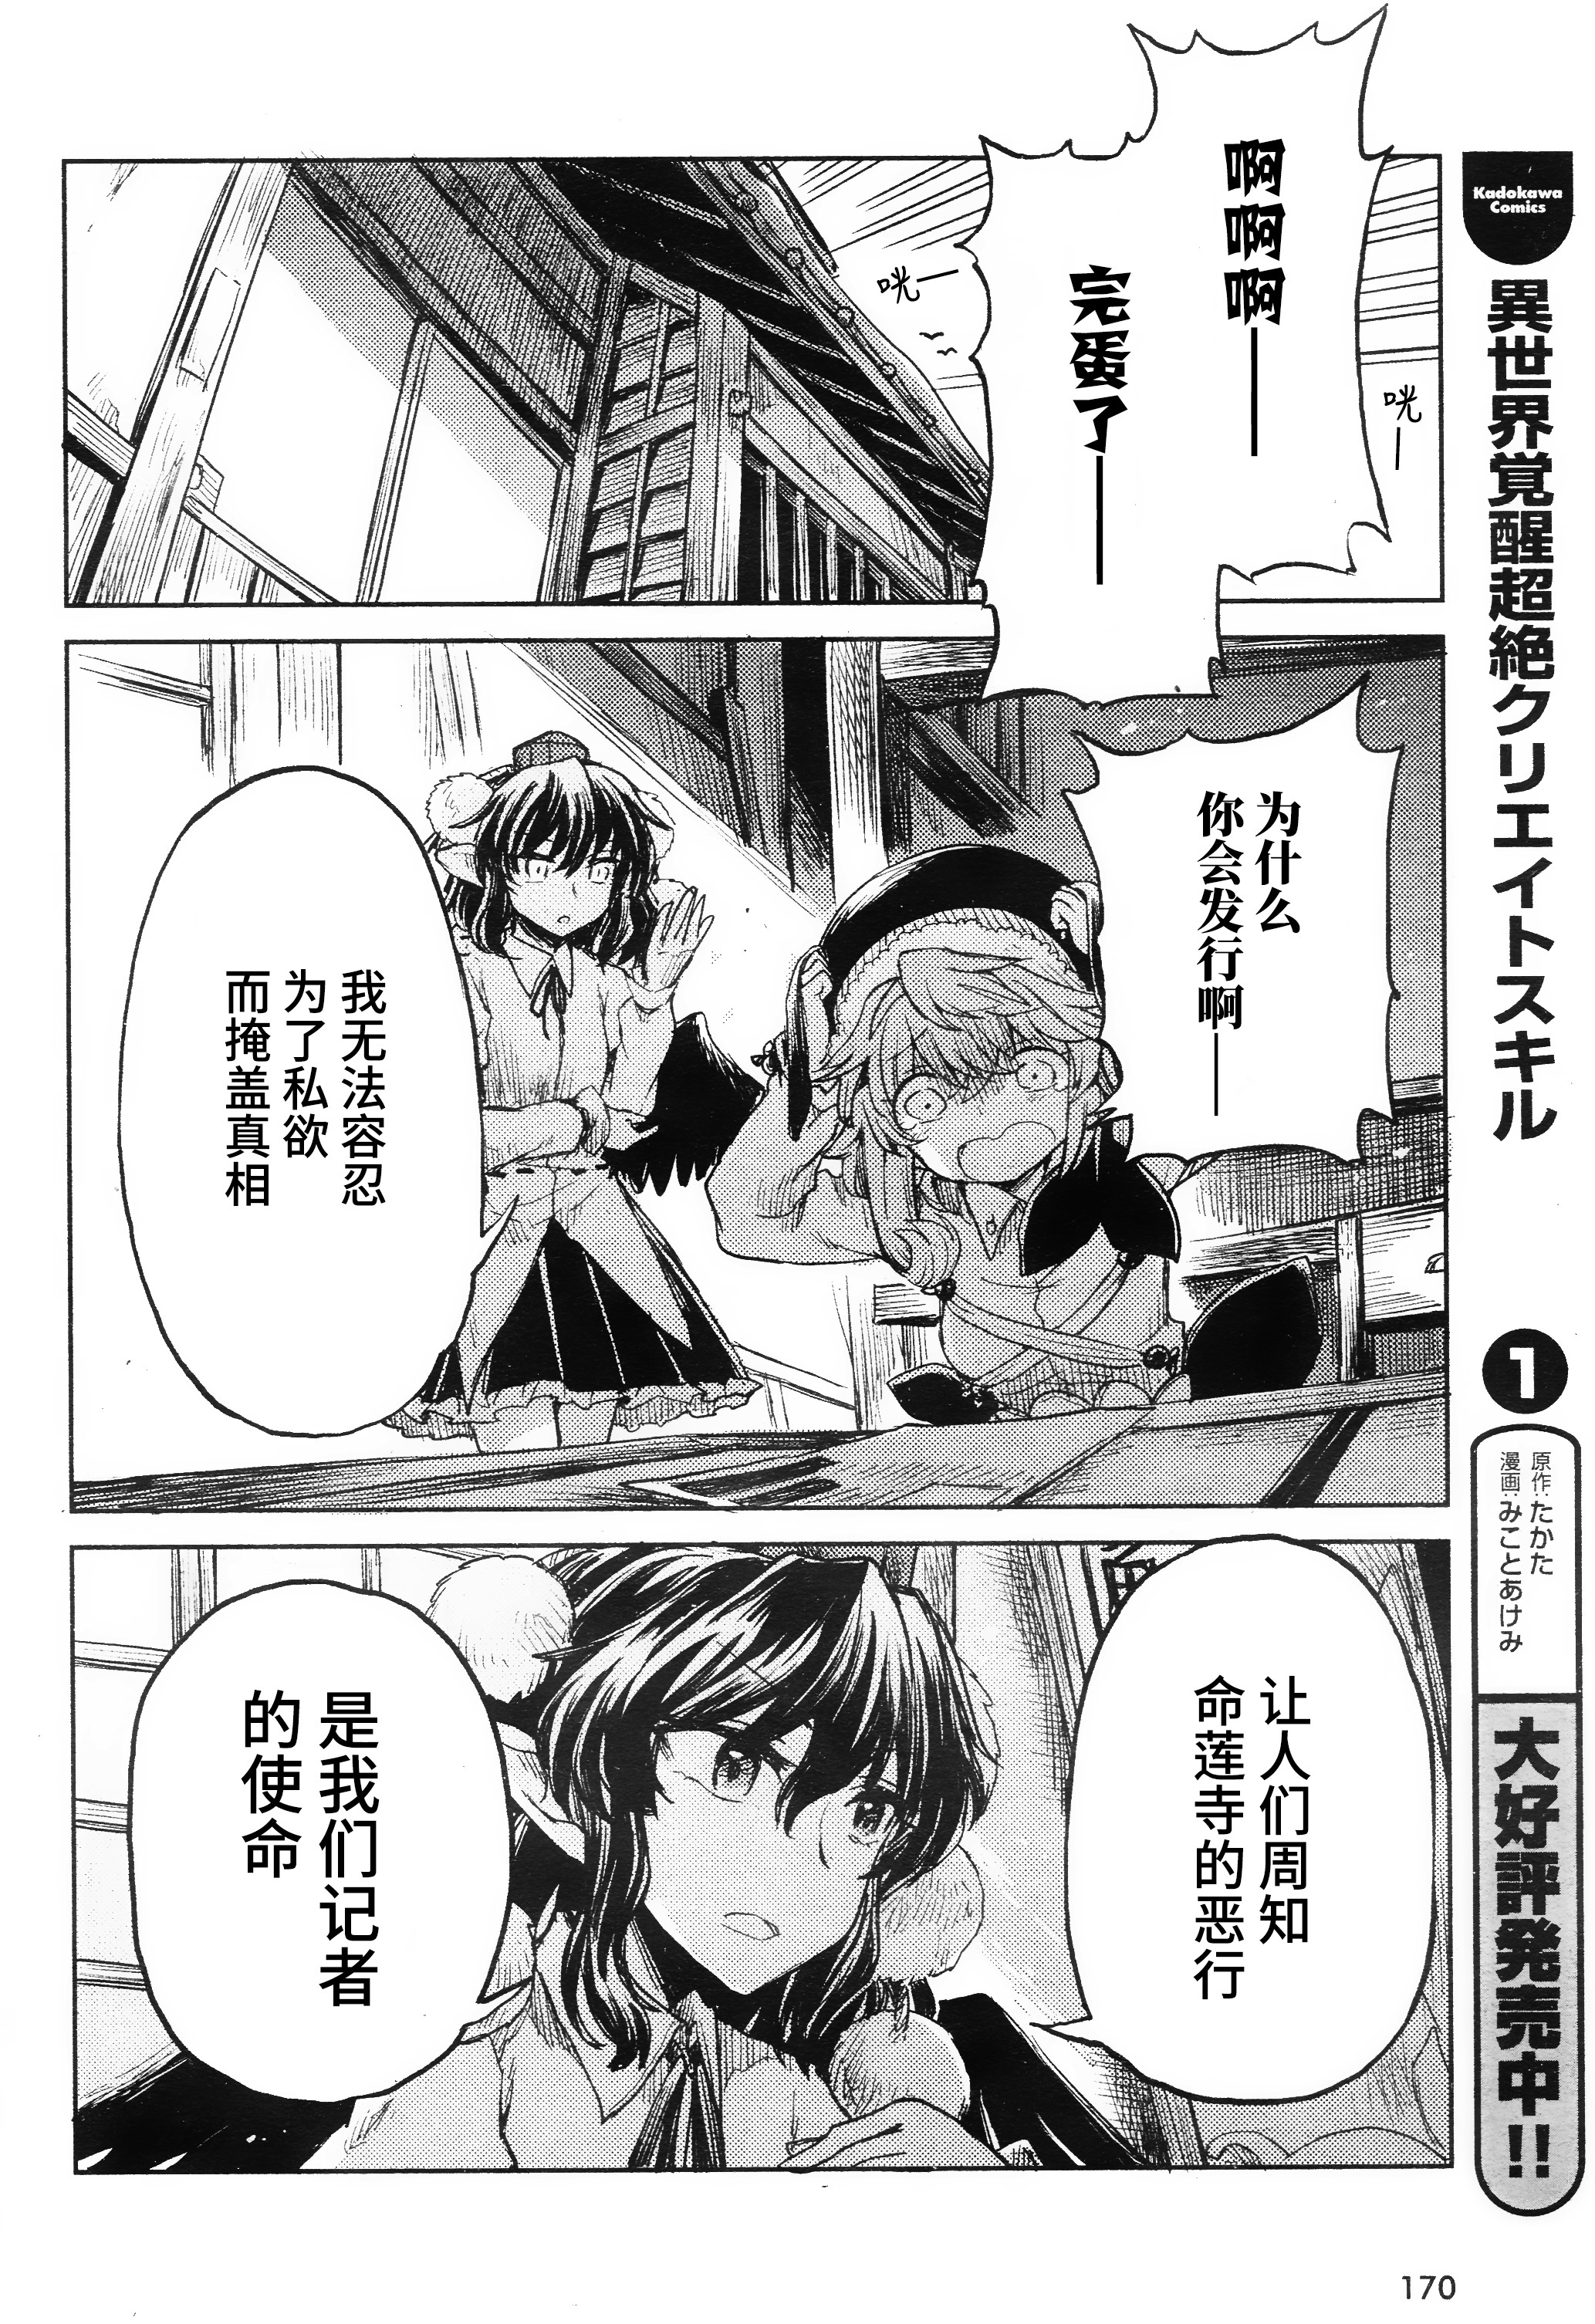 啊啊啊—
完蛋了—
咣—
咣—
为什么
你会发行啊—
我无法容忍
为了私欲
而掩盖真相
让人们周知
命莲寺的恶行
是我们记者
的使命
Kadokawa
Comics
異世界覚醒超絶クリエイトスキル
1
原作:たかた
漫画:みことあけみ
大好評発売中!!
170